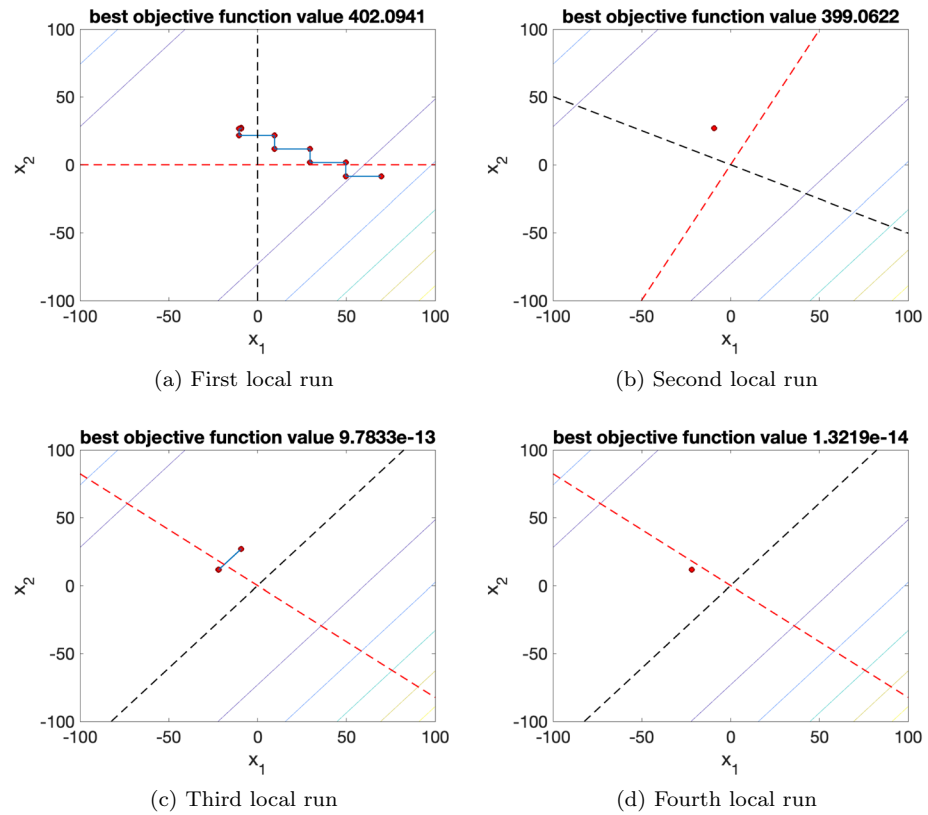 best objective function value 402.0941
100
50
0
-50
-100
x2
-100
-50
0
50
100
x1
(a) First local run
best objective function value 399.0622
100
50
0
-50
-100
x2
-100
-50
0
50
100
x1
(b) Second local run
best objective function value 9.7833e-13
100
50
0
-50
-100
x2
-100
-50
0
50
100
x1
(c) Third local run
best objective function value 1.3219e-14
100
50
0
-50
-100
x2
-100
-50
0
50
100
x1
(d) Fourth local run